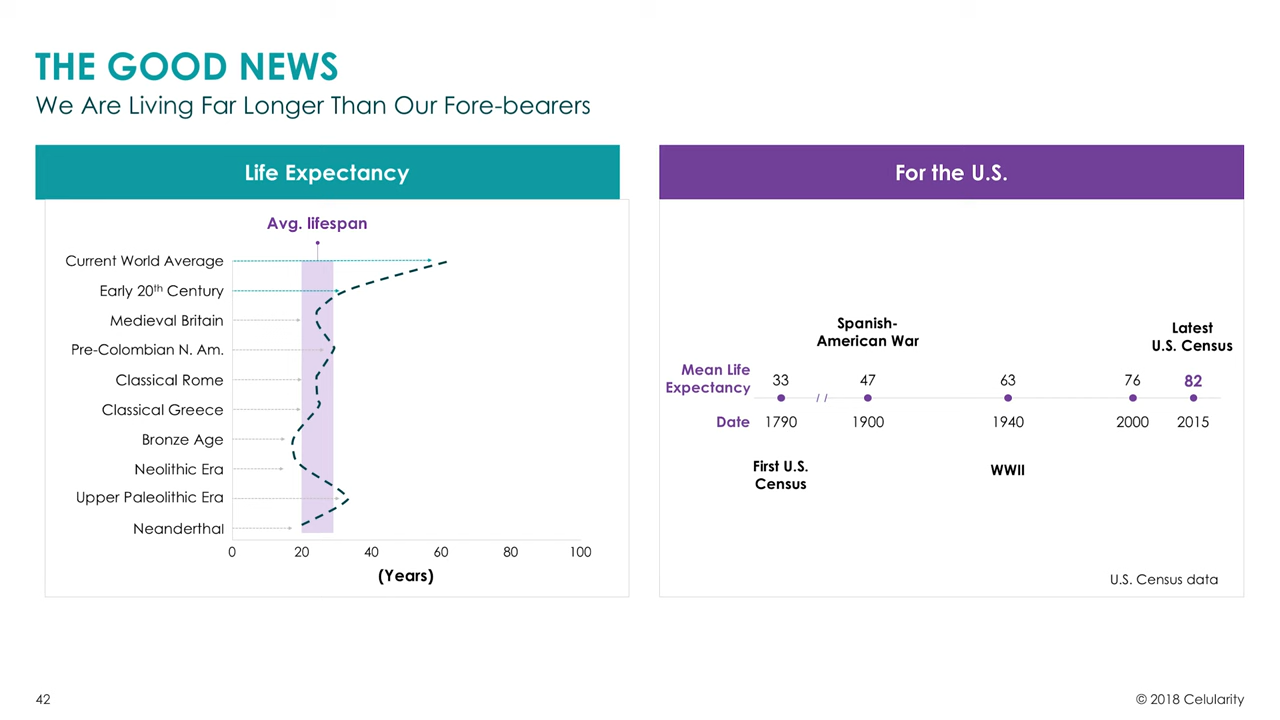 THE GOOD NEWS
We Are Living Far Longer Than Our Fore-bearers
Life Expectancy
Avg. lifespan
Current World Average
Early 20th Century
Medieval Britain
Pre-Colombian N. Am.
Classical Rome
Classical Greece
Bronze Age
Neolithic Era
Upper Paleolithic Era
Neanderthal
0 20 40 60 80 100
(Years)
For the U.S.
Spanish-
American War
Latest
U.S. Census
Mean Life
Expectancy
33 47 63 76 82
/ /
Date 1790 1900 1940 2000 2015
First U.S.
Census
WWII
U.S. Census data
42
© 2018 Celularity